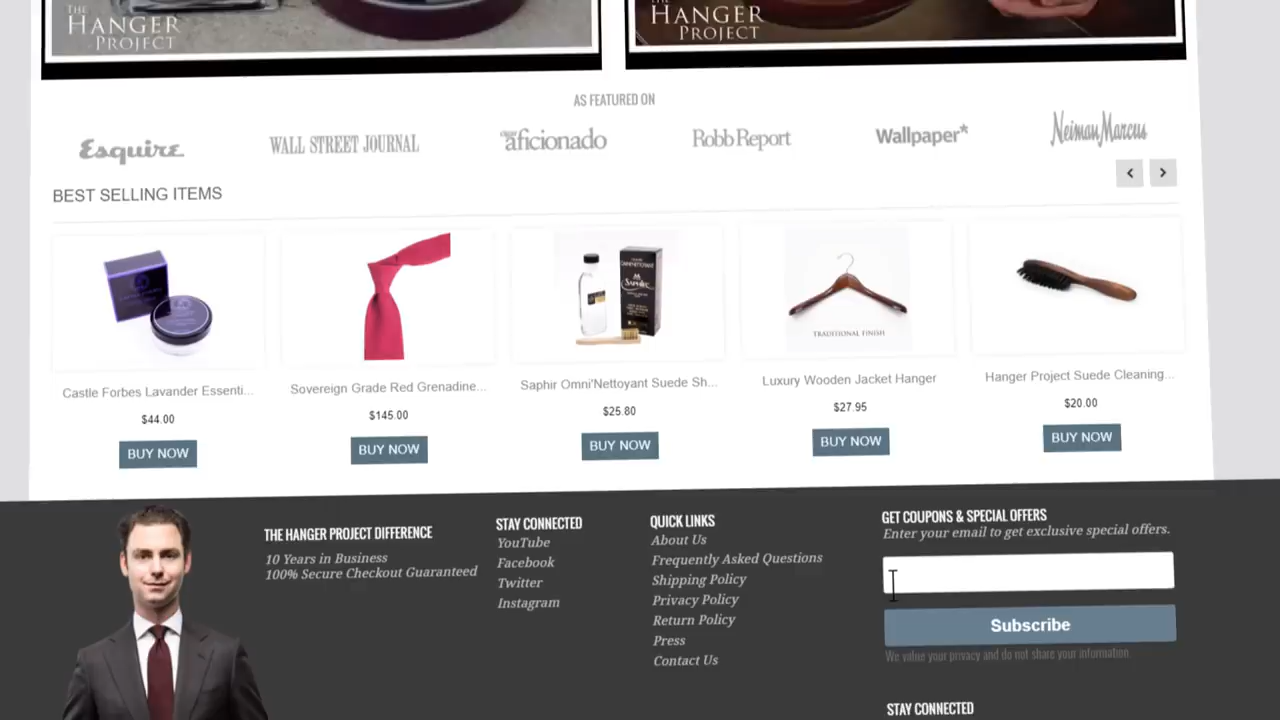 THE
HANGER
PROJECT
THE
HANGER
PROJECT
AS FEATURED ON
Esquire
WALL STREET JOURNAL
cigar aficionado
Robb Report
Wallpaper*
Neiman Marcus
BEST SELLING ITEMS
SAPHIR
TRADITIONAL FINISH
Castle Forbes Lavander Essenti...
Sovereign Grade Red Grenadine...
Saphir Omni'Nettoyant Suede Sh...
Luxury Wooden Jacket Hanger
Hanger Project Suede Cleaning...
$44.00
$145.00
$25.80
$27.95
$20.00
BUY NOW
BUY NOW
BUY NOW
BUY NOW
BUY NOW
THE HANGER PROJECT DIFFERENCE
10 Years in Business
100% Secure Checkout Guaranteed
STAY CONNECTED
YouTube
Facebook
Twitter
Instagram
QUICK LINKS
About Us
Frequently Asked Questions
Shipping Policy
Privacy Policy
Return Policy
Press
Contact Us
GET COUPONS & SPECIAL OFFERS
Enter your email to get exclusive special offers.
Subscribe
We value your privacy and do not share your information.
STAY CONNECTED